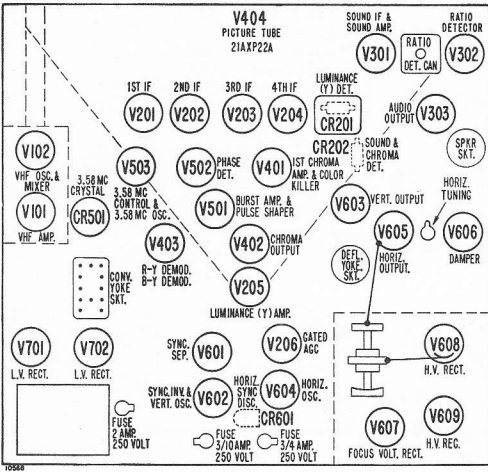 V404
PICTURE TUBE
21AXP22A
SOUND IF &
SOUND AMP.
V301
RATIO
DET. CAN
RATIO
DETECTOR
V302
1ST IF
V201
2ND IF
V202
3RD IF
V203
4TH IF
V204
LUMINANCE
(Y) DET.
CR201
CR202
SOUND &
CHROMA
DET.
AUDIO
OUTPUT
V303
SPKR
SKT.
V102
VHF OSC. &
MIXER
V101
VHF AMP.
3.58 MC
CRYSTAL
CR501
V503
3.58 MC
CONTROL &
3.58 MC OSC.
V502
PHASE
DET.
V401
1ST CHROMA
AMP. & COLOR
KILLER
V501
BURST AMP. &
PULSE SHAPER
V603
VERT. OUTPUT
HORIZ.
TUNING
V403
R-Y DEMOD.
B-Y DEMOD.
V402
CHROMA
OUTPUT
V605
HORIZ.
OUTPUT.
V606
DAMPER
CONV.
YOKE
SKT.
DEFL.
YOKE.
SKT.
V205
LUMINANCE (Y) AMP.
V701
L.V. RECT.
V702
L.V. RECT.
SYNC.
SEP.
V601
V206
GATED
AGC
V608
H.V. RECT.
SYNC. INV. &
VERT. OSC.
V602
HORIZ
SYNC
DISC.
CR601
V604
HORIZ.
OSC.
V607
FOCUS VOLT. RECT.
V609
H.V. REC.
FUSE
2 AMP.
250 VOLT
FUSE
3/10 AMP.
250 VOLT
FUSE
3/4 AMP.
250 VOLT
10568